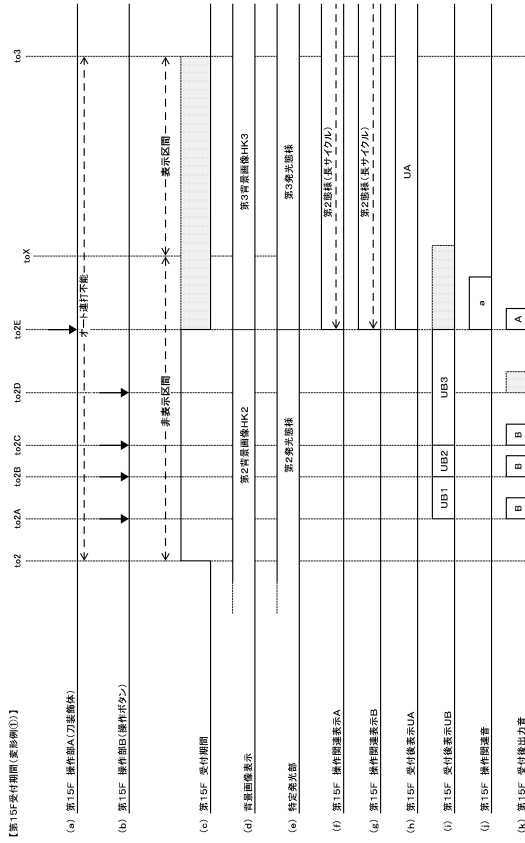 【第15F受付期間(変形例①)】
to2
to2A
to2B
to2C
to2D
to2E
toX
to3
(a) 第15F 操作部A(刀装飾体)
オート連打不能
(b) 第15F 操作部B(操作ボタン)
非表示区間
表示区間
(c) 第15F 受付期間
(d) 背景画像表示
第2背景画像HK2
第3背景画像HK3
(e) 特定発光部
第2発光態様
第3発光態様
(f) 第15F 操作関連表示A
第2態様(長サイクル)
(g) 第15F 操作関連表示B
第2態様(長サイクル)
(h) 第15F 受付後表示UA
UA
(i) 第15F 受付後表示UB
UB1
UB2
UB3
(j) 第15F 操作関連音
a
(k) 第15F 受付後出力音
B
B
B
A